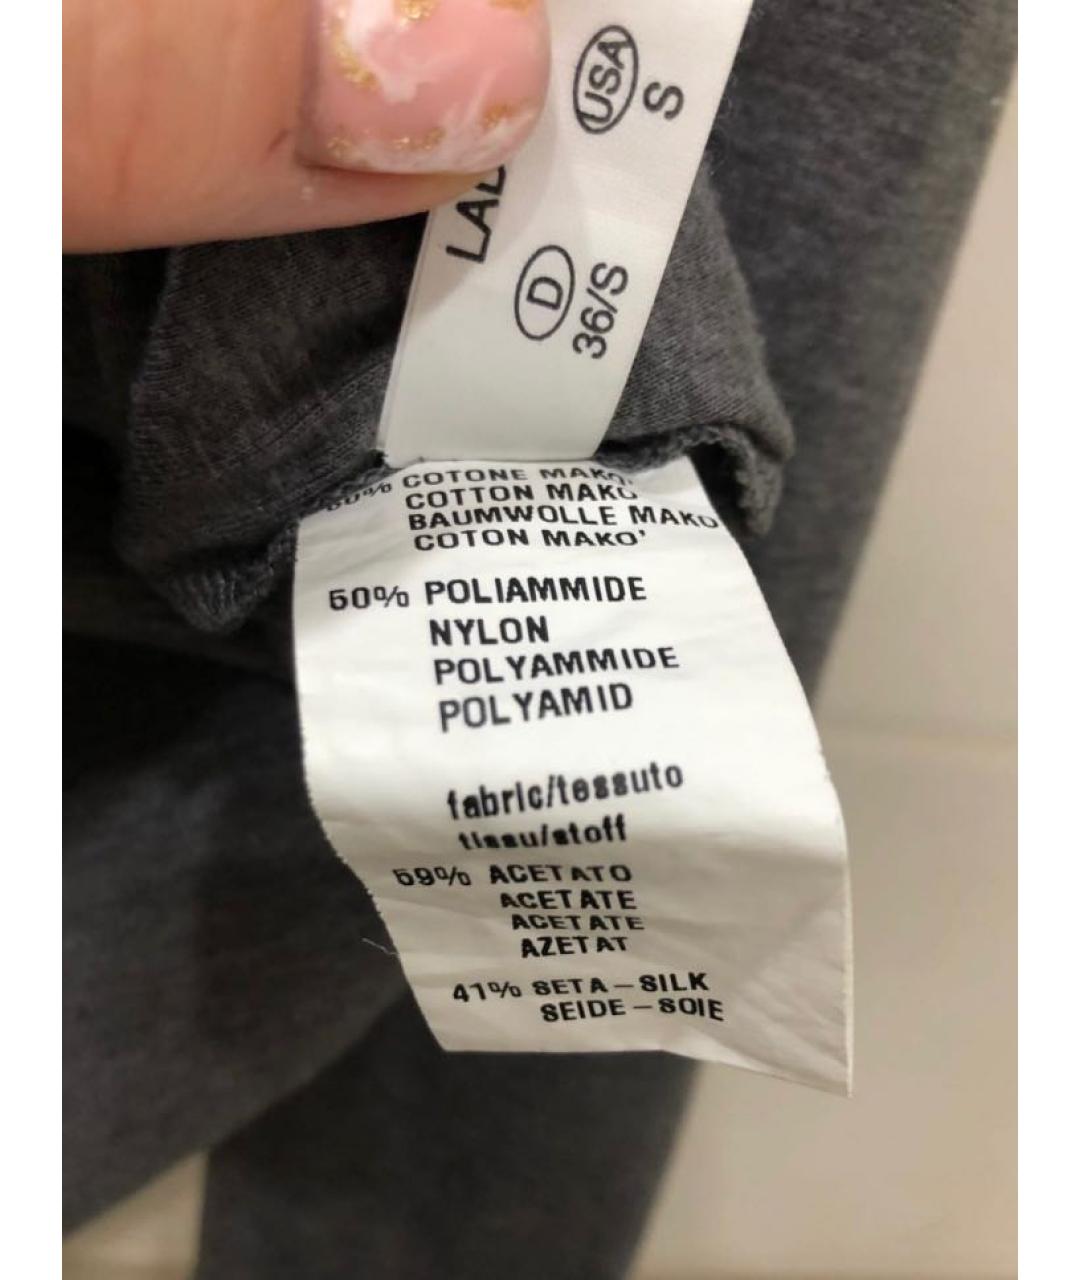 USA
S
D
36/S
COTONE MAKO'
COTTON MAKO
BAUMWOLLE MAKO
COTON MAKO'
50% POLIAMMIDE
NYLON
POLYAMMIDE
POLYAMID
fabric/tessuto
tissu/stoff
59% ACETATO
ACETATE
ACETATE
AZETAT
41% SETA – SILK
SEIDE – SOIE